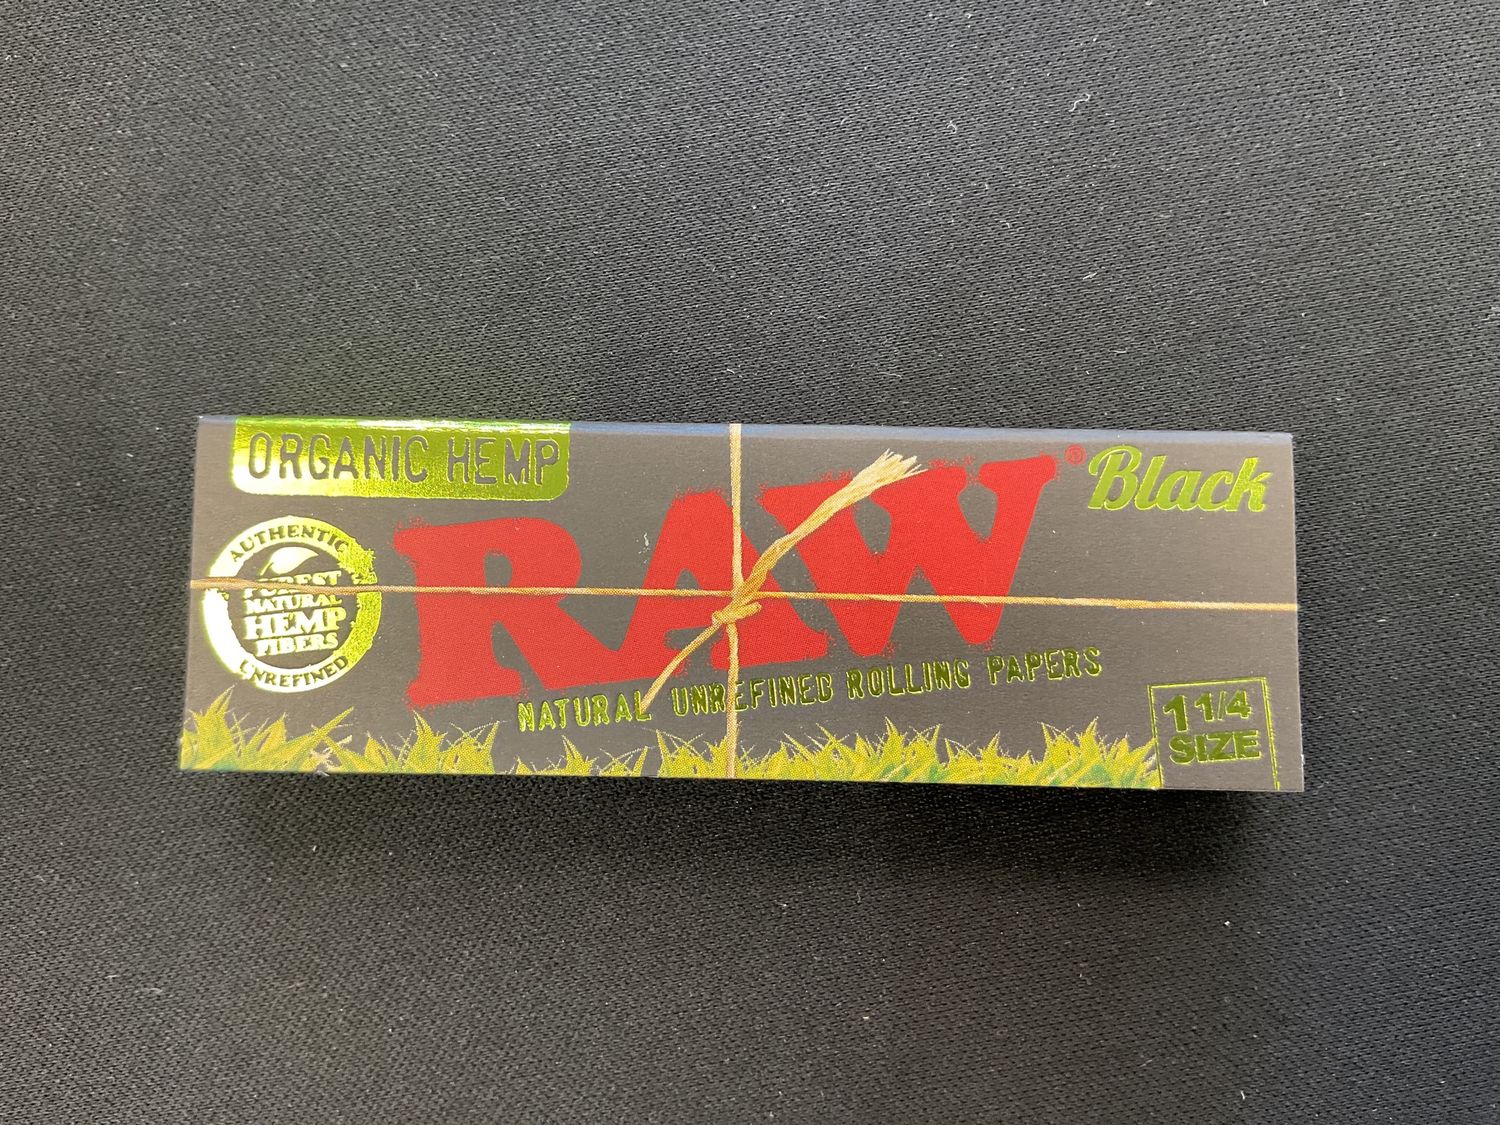 ORGANIC HEMP
RAW®
Black
AUTHENTIC
PUREST
NATURAL
HEMP
FIBERS
UNREFINED
NATURAL UNREFINED ROLLING PAPERS
1 1/4
SIZE